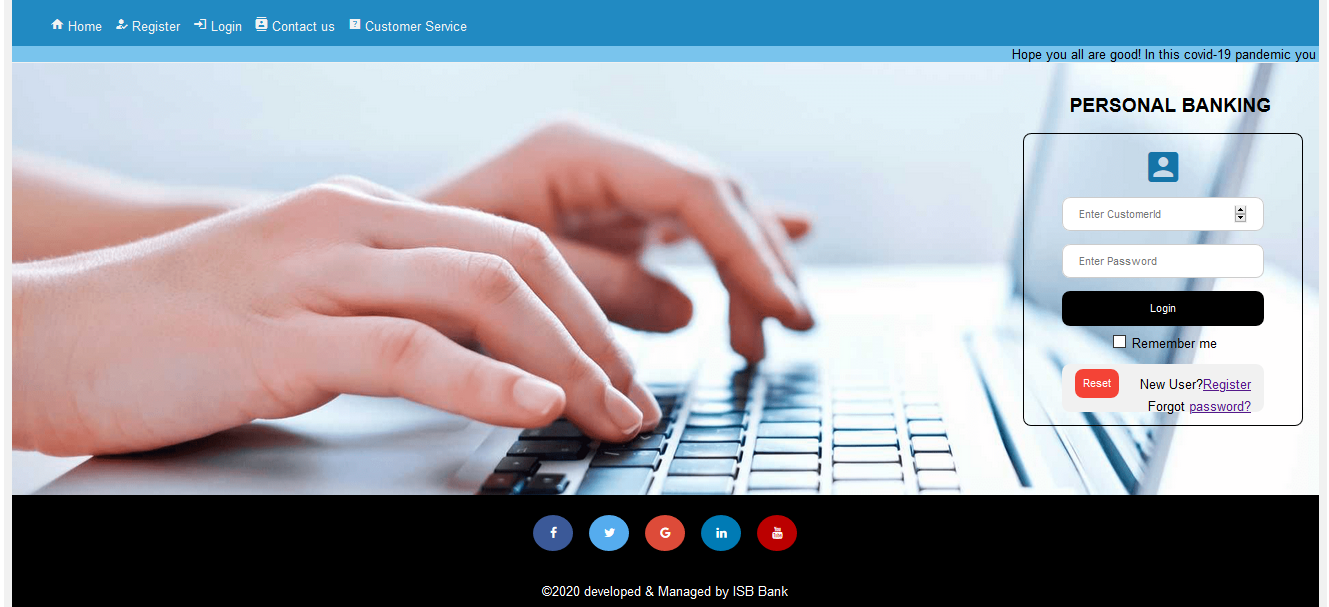 Home Register Login Contact us Customer Service
Hope you all are good! In this covid-19 pandemic you
PERSONAL BANKING
Enter CustomerId
Enter Password
Login
Remember me
Reset New User?Register
Forgot password?
f G in You Tube
©2020 developed & Managed by ISB Bank